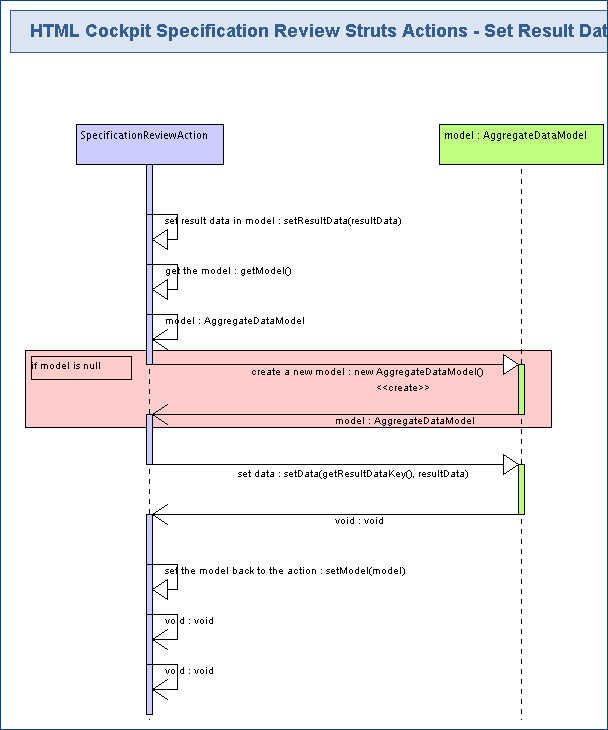 HTML Cockpit Specification Review Struts Actions - Set Result Dat
SpecificationReviewAction
model : AggregateDataModel
set result data in model : setResultData(resultData)
get the model : getModel()
model : AggregateDataModel
if model is null
create a new model : new AggregateDataModel()
<<create>>
model : AggregateDataModel
set data : setData(getResultDataKey(), resultData)
void : void
set the model back to the action : setModel(model)
void : void
void : void